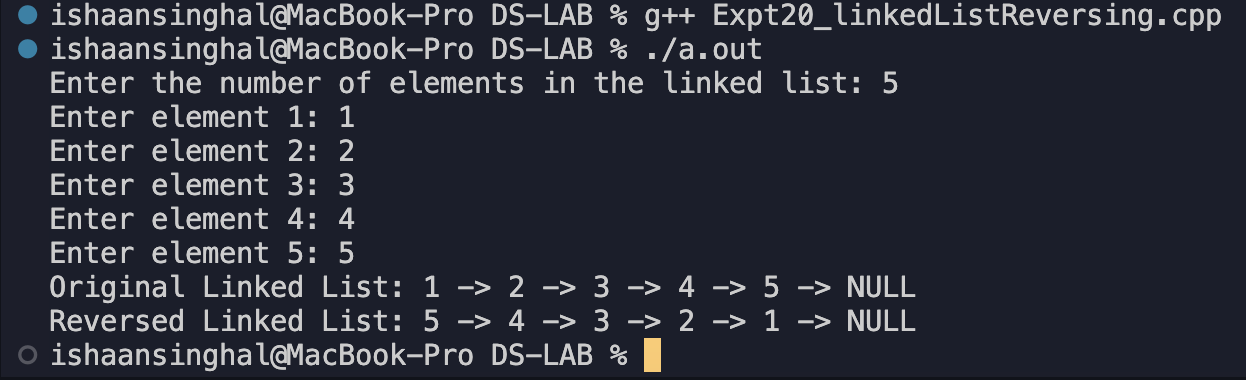 ishaansinghal@MacBook-Pro DS-LAB % g++ Expt20_linkedListReversing.cpp
ishaansinghal@MacBook-Pro DS-LAB % ./a.out
Enter the number of elements in the linked list: 5
Enter element 1: 1
Enter element 2: 2
Enter element 3: 3
Enter element 4: 4
Enter element 5: 5
Original Linked List: 1 -> 2 -> 3 -> 4 -> 5 -> NULL
Reversed Linked List: 5 -> 4 -> 3 -> 2 -> 1 -> NULL
ishaansinghal@MacBook-Pro DS-LAB %